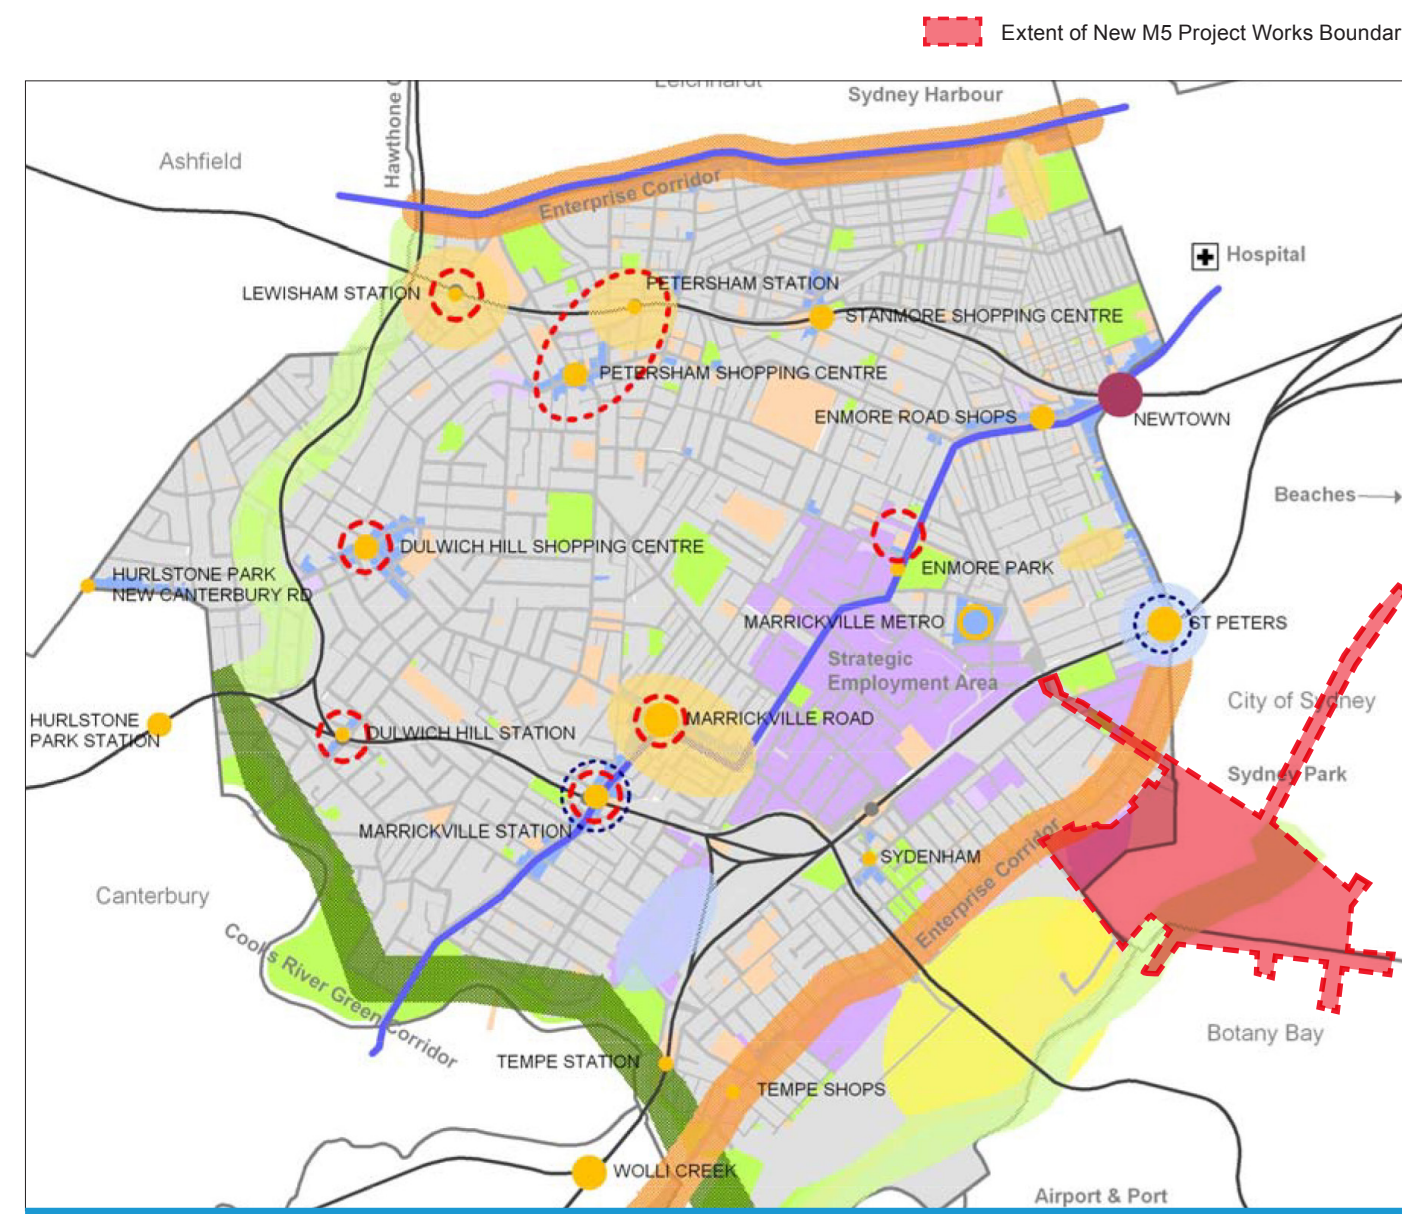 Extent of New M5 Project Works Boundar
Leichhardt
Sydney Harbour
Hawthone C
Ashfield
Enterprise Corridor
Hospital
PETERSHAM STATION
LEWISHAM STATION
STANMORE SHOPPING CENTRE
PETERSHAM SHOPPING CENTRE
ENMORE ROAD SHOPS
NEWTOWN
Beaches
DULWICH HILL SHOPPING CENTRE
ENMORE PARK
HURLSTONE PARK
NEW CANTERBURY RD
MARRICKVILLE METRO
ST PETERS
Strategic
Employment Area
City of Sydney
HURLSTONE
PARK STATION
MARRICKVILLE ROAD
DULWICH HILL STATION
Sydney Park
MARRICKVILLE STATION
SYDENHAM
Enterprise Corridor
Canterbury
Cooks River Green Corridor
Botany Bay
TEMPE STATION
TEMPE SHOPS
WOLLI CREEK
Airport & Port